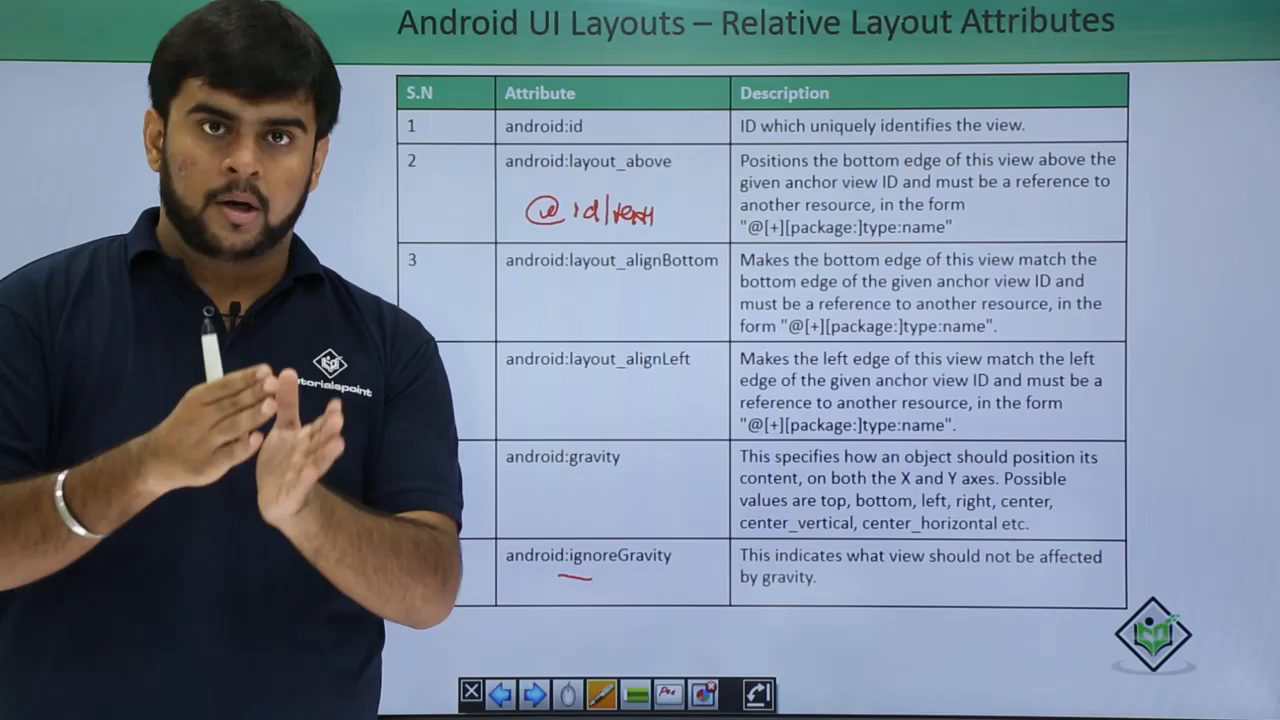 Android UI Layouts – Relative Layout Attributes
S.N Attribute Description
1 android:id ID which uniquely identifies the view.
2 android:layout_above Positions the bottom edge of this view above the
given anchor view ID and must be a reference to
another resource, in the form
"@[+][package:]type:name"
@id/text
3 android:layout_alignBottom Makes the bottom edge of this view match the
bottom edge of the given anchor view ID and
must be a reference to another resource, in the
form "@[+][package:]type:name".
android:layout_alignLeft Makes the left edge of this view match the left
edge of the given anchor view ID and must be a
reference to another resource, in the form
"@[+][package:]type:name".
android:gravity This specifies how an object should position its
content, on both the X and Y axes. Possible
values are top, bottom, left, right, center,
center_vertical, center_horizontal etc.
android:ignoreGravity This indicates what view should not be affected
by gravity.
utorialspoint